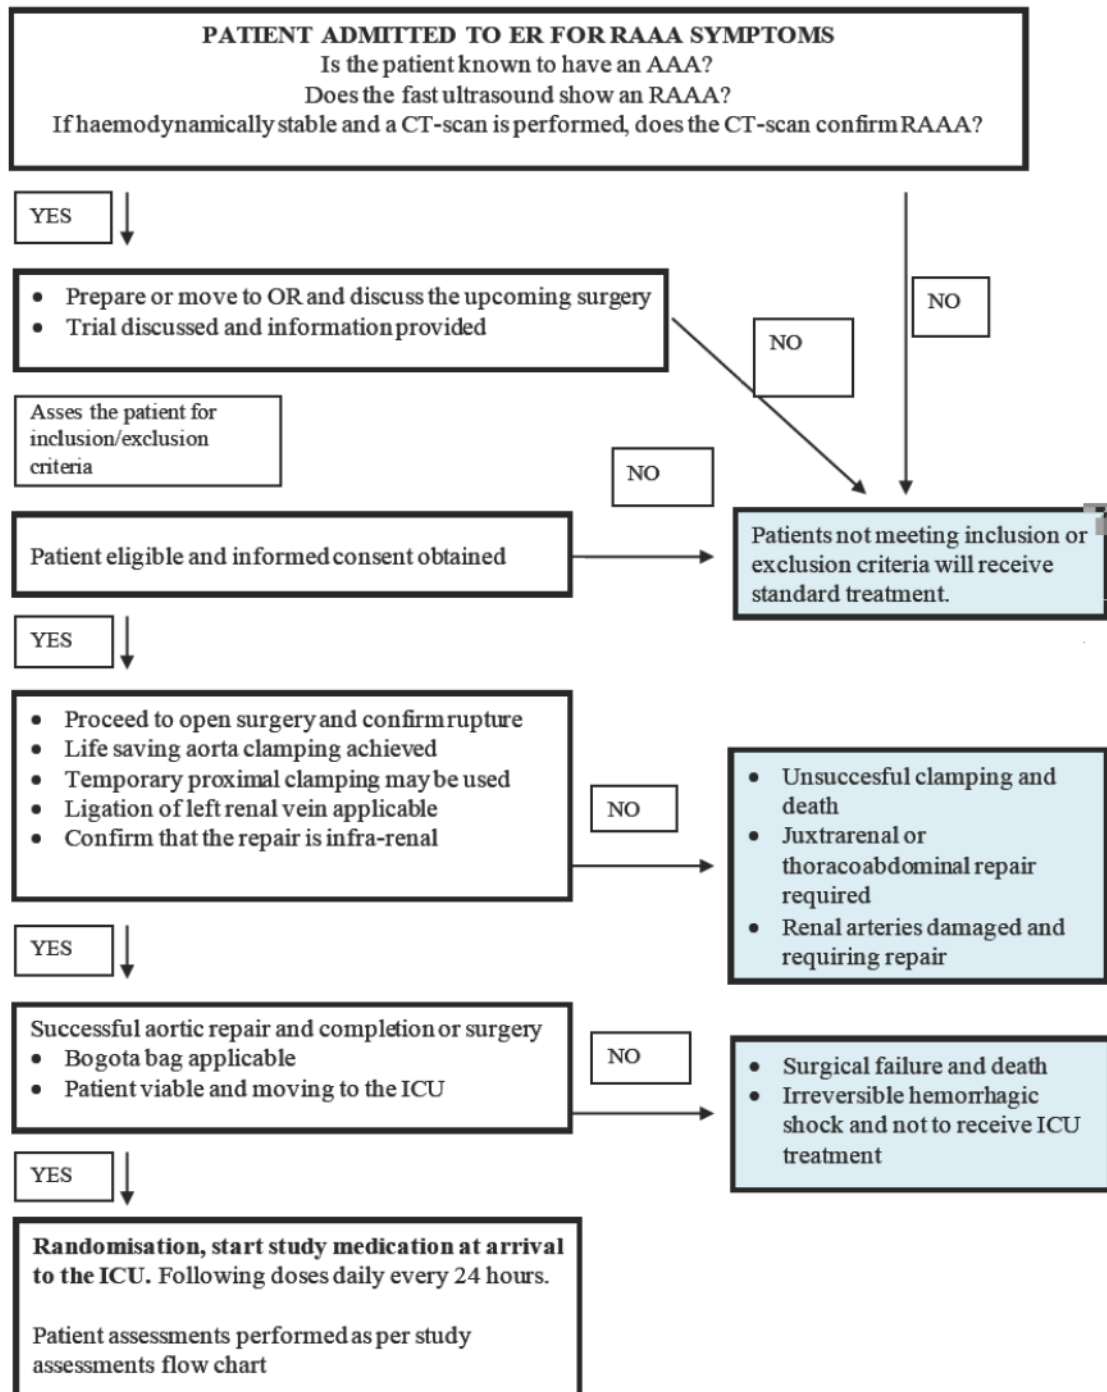 PATIENT ADMITTED TO ER FOR RAAA SYMPTOMS
Is the patient known to have an AAA?
Does the fast ultrasound show an RAAA?
If haemodynamically stable and a CT-scan is performed, does the CT-scan confirm RAAA?
YES
NO
• Prepare or move to OR and discuss the upcoming surgery
• Trial discussed and information provided
NO
Asses the patient for
inclusion/exclusion
criteria
NO
Patient eligible and informed consent obtained
Patients not meeting inclusion or
exclusion criteria will receive
standard treatment.
YES
• Proceed to open surgery and confirm rupture
• Life saving aorta clamping achieved
• Temporary proximal clamping may be used
• Ligation of left renal vein applicable
• Confirm that the repair is infra-renal
NO
• Unsuccesful clamping and
death
• Juxtrarenal or
thoracoabdominal repair
required
• Renal arteries damaged and
requiring repair
YES
Successful aortic repair and completion or surgery
• Bogota bag applicable
• Patient viable and moving to the ICU
NO
• Surgical failure and death
• Irreversible hemorrhagic
shock and not to receive ICU
treatment
YES
Randomisation, start study medication at arrival
to the ICU. Following doses daily every 24 hours.
Patient assessments performed as per study
assessments flow chart